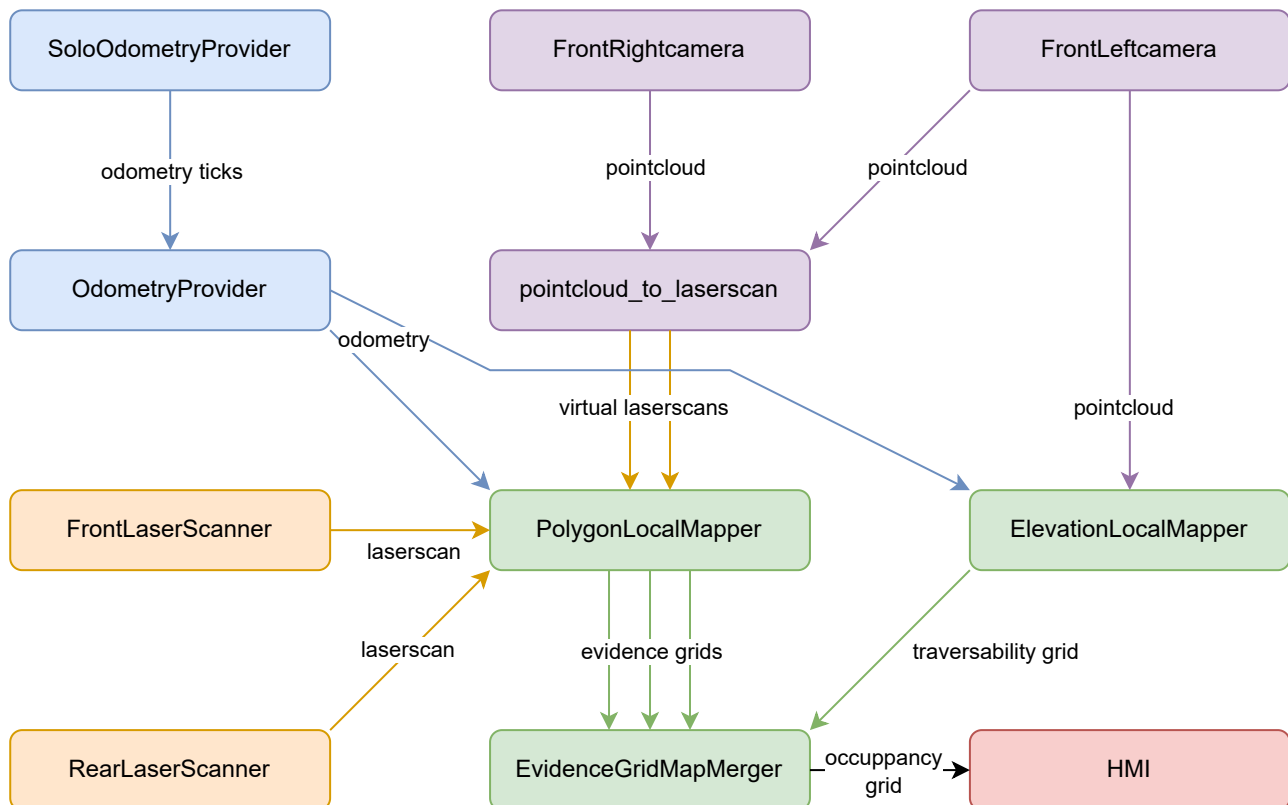 SoloOdometryProvider
FrontRightcamera
FrontLeftcamera
odometry ticks
pointcloud
pointcloud
OdometryProvider
pointcloud_to_laserscan
odometry
virtual laserscans
pointcloud
FrontLaserScanner
laserscan
PolygonLocalMapper
ElevationLocalMapper
laserscan
evidence grids
traversability grid
RearLaserScanner
EvidenceGridMapMerger
occuppancy
grid
HMI